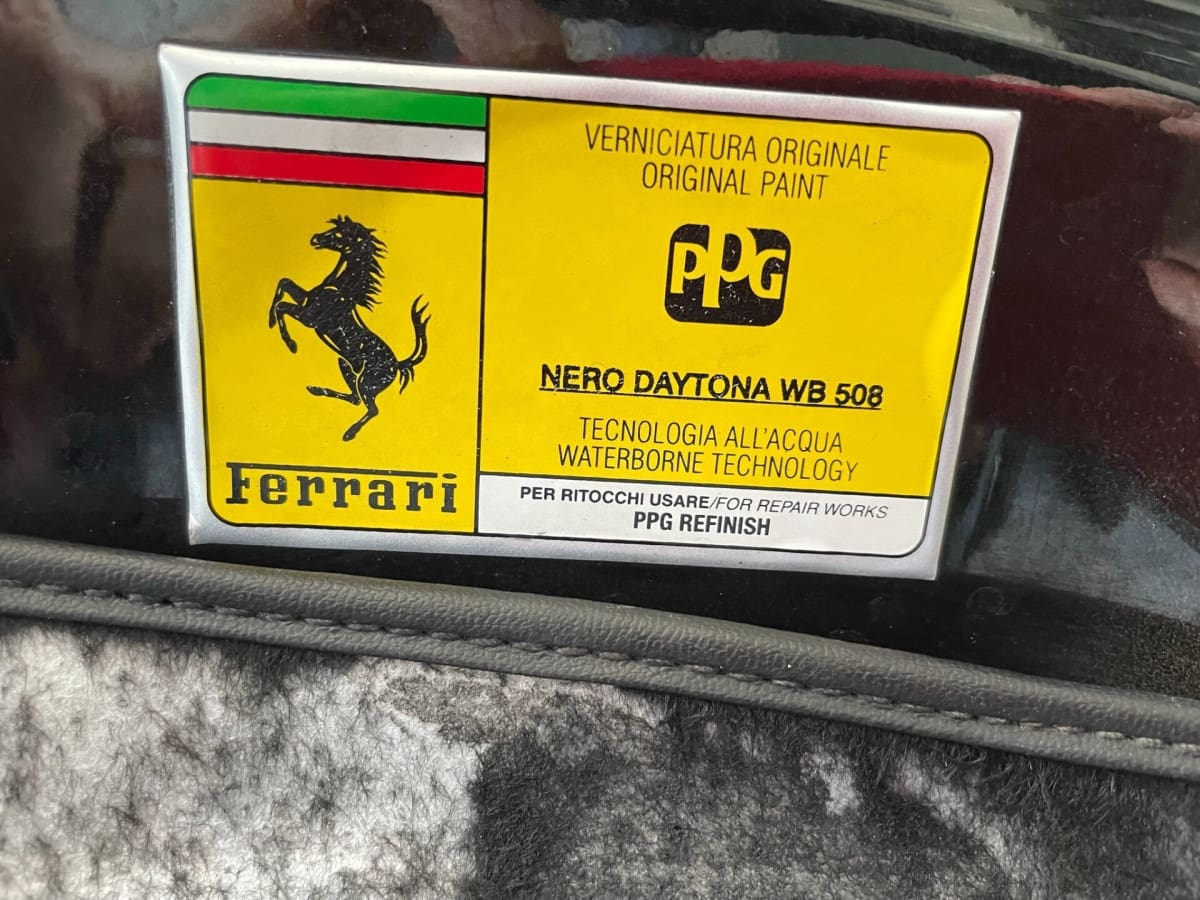 Ferrari
VERNICIATURA ORIGINALE
ORIGINAL PAINT
PPG
NERO DAYTONA WB 508
TECNOLOGIA ALL'ACQUA
WATERBORNE TECHNOLOGY
PER RITOCCHI USARE/FOR REPAIR WORKS
PPG REFINISH